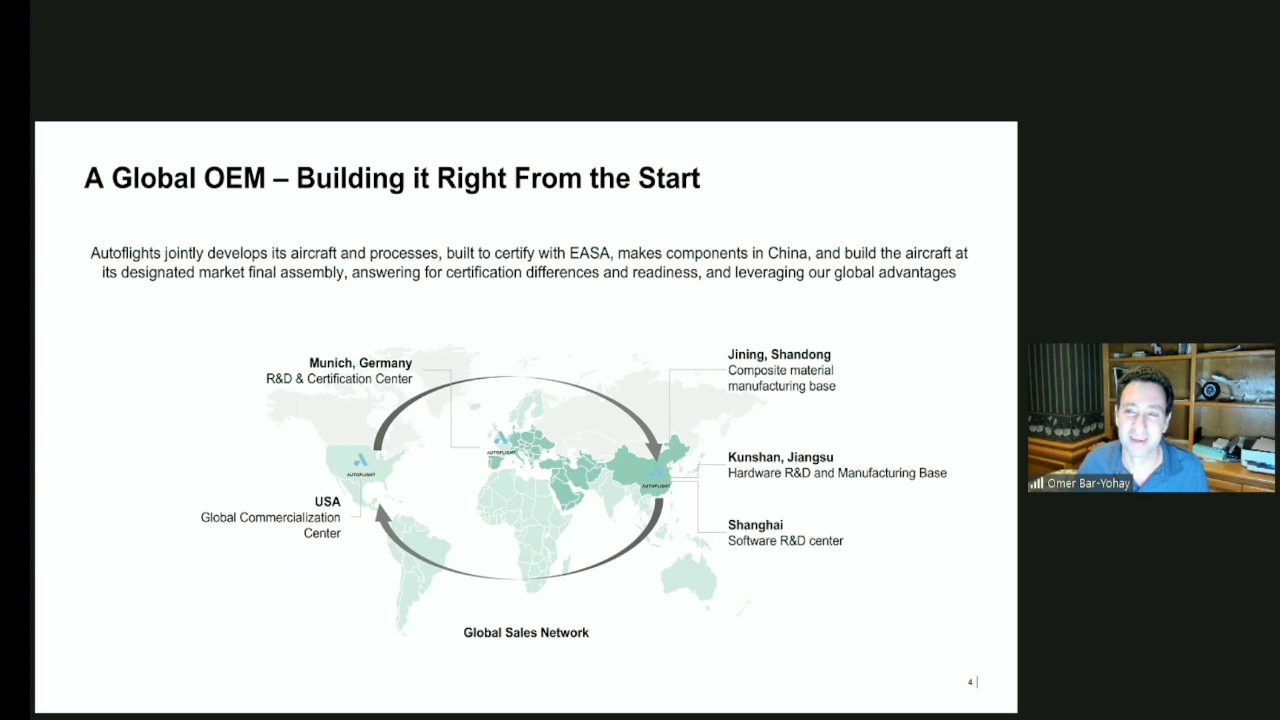 A Global OEM – Building it Right From the Start
Autoflights jointly develops its aircraft and processes, built to certify with EASA, makes components in China, and build the aircraft at
its designated market final assembly, answering for certification differences and readiness, and leveraging our global advantages
Munich, Germany
R&D & Certification Center
Jining, Shandong
Composite material
manufacturing base
AUTOFLIGHT
AUTOFLIGHT
AUTOFLIGHT
Kunshan, Jiangsu
Hardware R&D and Manufacturing Base
USA
Global Commercialization
Center
Shanghai
Software R&D center
Global Sales Network
4
Omer Bar-Yohay